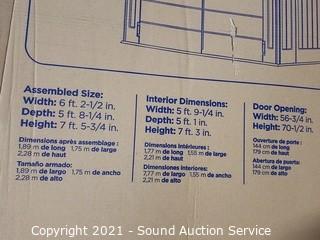 Assembled Size:
Width: 6 ft. 2-1/2 in.
Depth: 5 ft. 8-1/4 in.
Height: 7 ft. 5-3/4 in.
Dimensions après assemblage :
1,89 m de long 1,75 m de large
2,28 m de haut
Tamaño armado:
1,89 m de largo 1,75 m de ancho
2,28 m de alto
Interior Dimensions:
Width: 5 ft. 9-1/4 in.
Depth: 5 ft. 1 in.
Height: 7 ft. 3 in.
Dimensions intérieures :
1,77 m de long 1,55 m de large
2,21 m de haut
Dimensiones interiores:
1,77 m de largo 1,55 m de ancho
2,21 m de alto
Door Opening:
Width: 56-3/4 in.
Height: 70-1/2 in.
Ouverture de porte :
144 cm de long
179 cm de haut
Abertura de puerta:
144 cm de largo
179 cm de alto
Copyright 2021 - Sound Auction Service